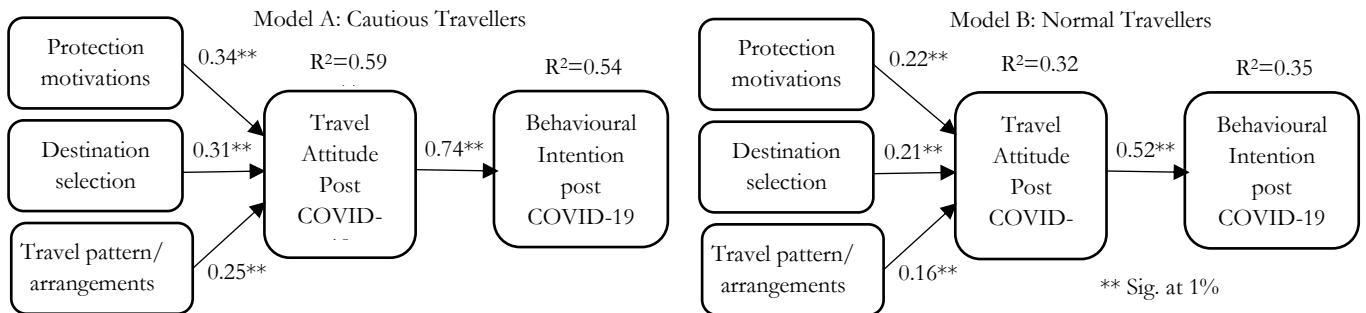 Model A: Cautious Travellers
Protection
motivations
0.34**
R²=0.59
R²=0.54
Destination
selection
0.31**
Travel
Attitude
Post
COVID-
0.74**
Behavioural
Intention
post
COVID-19
Travel pattern/
arrangements
0.25**
Model B: Normal Travellers
Protection
motivations
0.22**
R²=0.32
R²=0.35
Destination
selection
0.21**
Travel
Attitude
Post
COVID-
0.52**
Behavioural
Intention
post
COVID-19
Travel pattern/
arrangements
0.16**
** Sig. at 1%